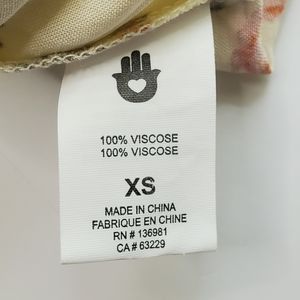 100% VISCOSE
100% VISCOSE
XS
MADE IN CHINA
FABRIQUE EN CHINE
RN # 136981
CA # 63229